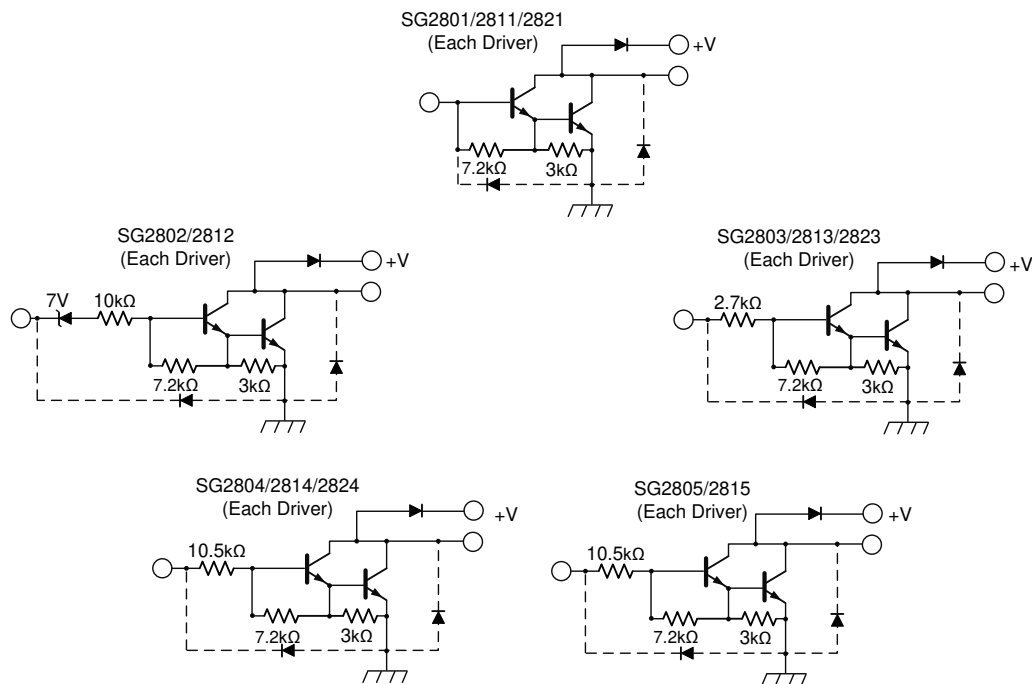 SG2801/2811/2821
(Each Driver)
+V
7.2kΩ
3kΩ
SG2802/2812
(Each Driver)
+V
7V
10kΩ
7.2kΩ
3kΩ
SG2803/2813/2823
(Each Driver)
+V
2.7kΩ
7.2kΩ
3kΩ
SG2804/2814/2824
(Each Driver)
+V
10.5kΩ
7.2kΩ
3kΩ
SG2805/2815
(Each Driver)
+V
10.5kΩ
7.2kΩ
3kΩ